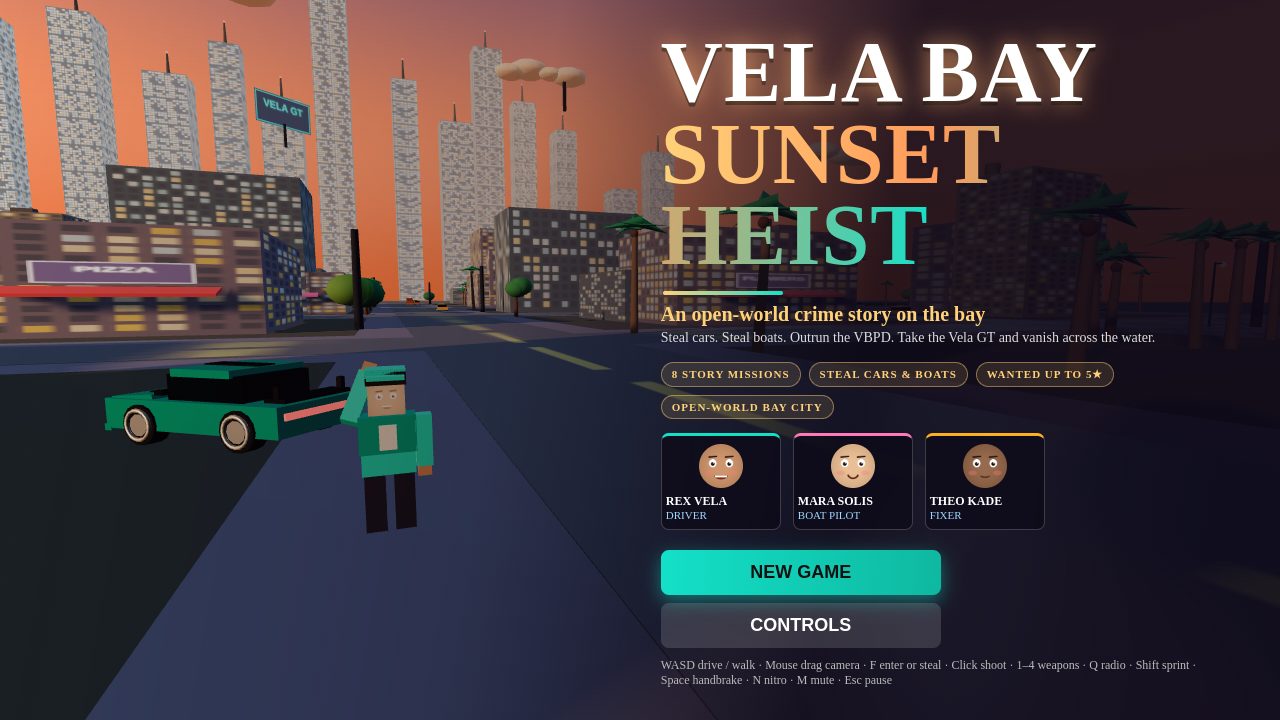 VELA BAY
SUNSET
HEIST
VELA GT
PIZZA
An open-world crime story on the bay
Steal cars. Steal boats. Outrun the VBPD. Take the Vela GT and vanish across the water.
8 STORY MISSIONS
STEAL CARS & BOATS
WANTED UP TO 5★
OPEN-WORLD BAY CITY
REX VELA
DRIVER
MARA SOLIS
BOAT PILOT
THEO KADE
FIXER
NEW GAME
CONTROLS
WASD drive / walk · Mouse drag camera · F enter or steal · Click shoot · 1–4 weapons · Q radio · Shift sprint ·
Space handbrake · N nitro · M mute · Esc pause